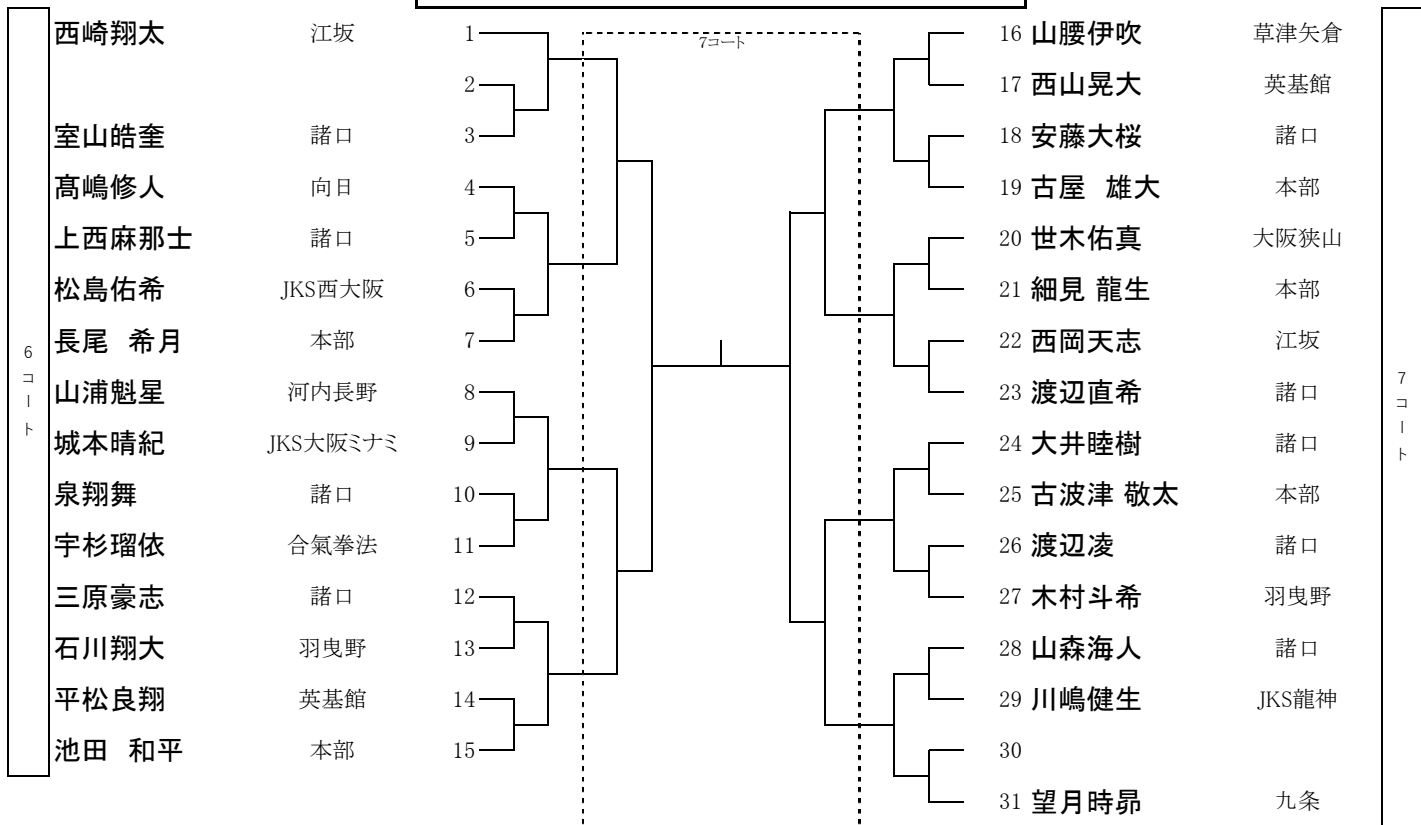 7コート
6コート
西崎翔太 江坂 1
2
室山皓奎 諸口 3
髙嶋修人 向日 4
上西麻那士 諸口 5
松島佑希 JKS西大阪 6
長尾 希月 本部 7
山浦魁星 河内長野 8
城本晴紀 JKS大阪ミナミ 9
泉翔舞 諸口 10
宇杉瑠依 合氣拳法 11
三原豪志 諸口 12
石川翔大 羽曳野 13
平松良翔 英基館 14
池田 和平 本部 15
16 山腰伊吹 草津矢倉
17 西山晃大 英基館
18 安藤大桜 諸口
19 古屋 雄大 本部
20 世木佑真 大阪狭山
21 細見 龍生 本部
22 西岡天志 江坂
23 渡辺直希 諸口
24 大井睦樹 諸口
25 古波津 敬太 本部
26 渡辺凌 諸口
27 木村斗希 羽曳野
28 山森海人 諸口
29 川嶋健生 JKS龍神
30
31 望月時昴 九条
7コート